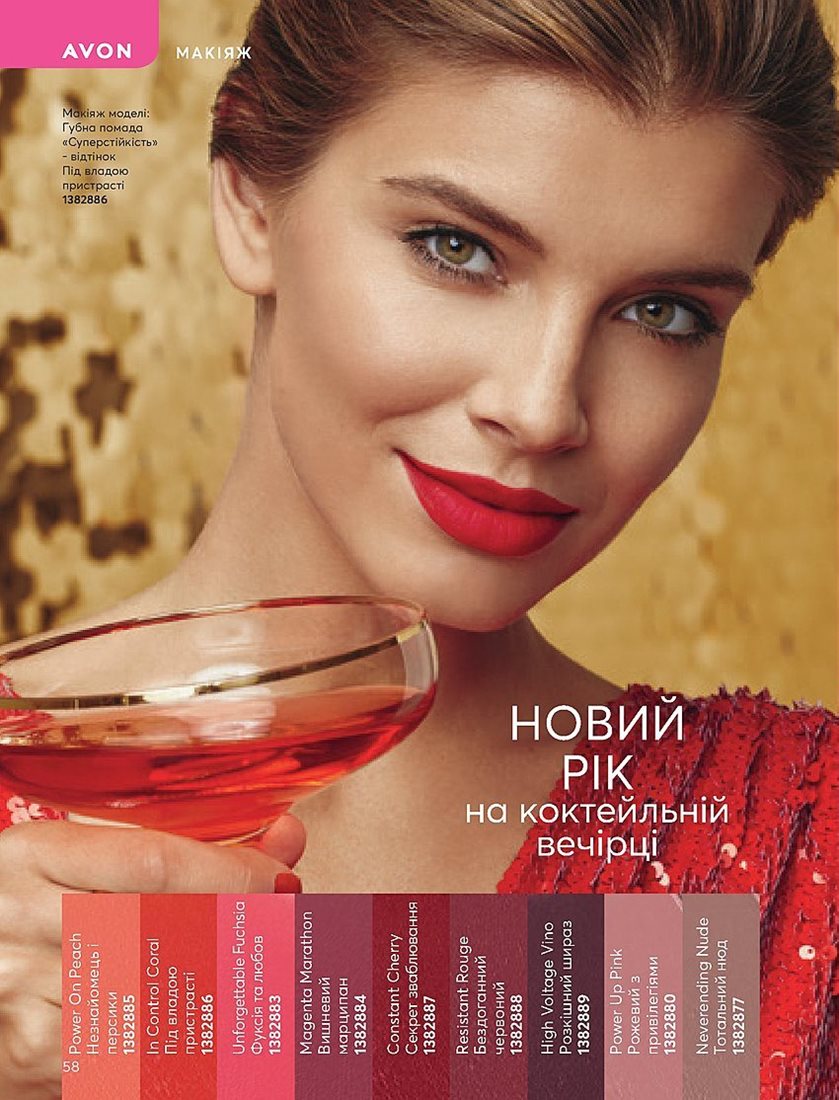 AVON
МАКІЯЖ
Макіяж моделі:
Губна помада
«Суперстійкість»
- відтінок
Під владою
пристрасті
1382886
НОВИЙ
РІК
на коктейльній
вечірці
Power On Peach
Незнайомець і
персики
1382885
In Control Coral
Під владою
пристрасті
1382886
Unforgettable Fuchsia
Фуксія та любов
1382883
Magenta Marathon
Вишневий
марципан
1382884
Constant Cherry
Секрет зваблювання
1382887
Resistant Rouge
Бездоганний
червоний
1382888
High Voltage Vino
Розкішний шираз
1382889
Power Up Pink
Рожевий з
привілегіями
1382880
Neverending Nude
Тотальний нюд
1382877
58